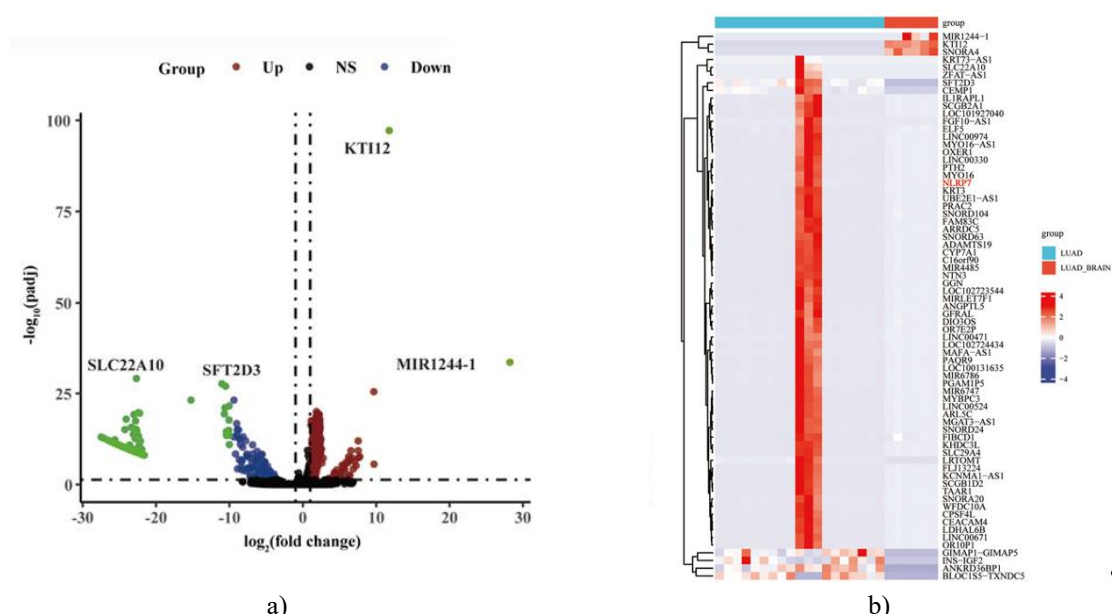 Group Up NS Down
100
75
50
25
0
-log10(padj)
KTI12
SLC22A10
SFT2D3
MIR1244-1
-30 -20 -10 0 10 20 30
log2(fold change)
a)
group
MIR1244-1
KTI12
SNORA4
KRT73-AS1
SLC22A10
ZFAT-AS1
SFT2D3
CEMP1
IL1RAPL1
SCGB2A1
LOC101927040
FGF10-AS1
ELF5
LINC00974
MYO16-AS1
OXER1
LINC00330
PTH2
MYO16
NLRP7
KRT3
UBE2E1-AS1
PRAC2
SNORD104
FAM83C
ARRDC5
SNORD63
ADAMTS19
CYP7A1
C16orf90
MIR4485
NTN3
GGN
LOC102723544
MIRLET7F1
ANGPTL5
GFRAL
DIO3OS
OR7E2P
LINC00471
LOC102724434
MAFA-AS1
PAQR9
LOC100131635
MIR6786
PGAM1P5
MIR6747
MYBPC3
LINC00524
ARL5C
MGAT3-AS1
SNORD24
FIBCD1
KHDC3L
SLC29A4
LRTOMT
FLJ13224
KCNMA1-AS1
SCGB1D2
TAAR1
SNORA20
WFDC10A
CPSF4L
CEACAM4
LDHAL6B
LINC00671
OR10P1
GIMAP1-GIMAP5
INS-IGF2
ANKRD36BP1
BLOC1S5-TXNDC5
group
LUAD
LUAD_BRAIN
4
2
0
-2
-4
b)